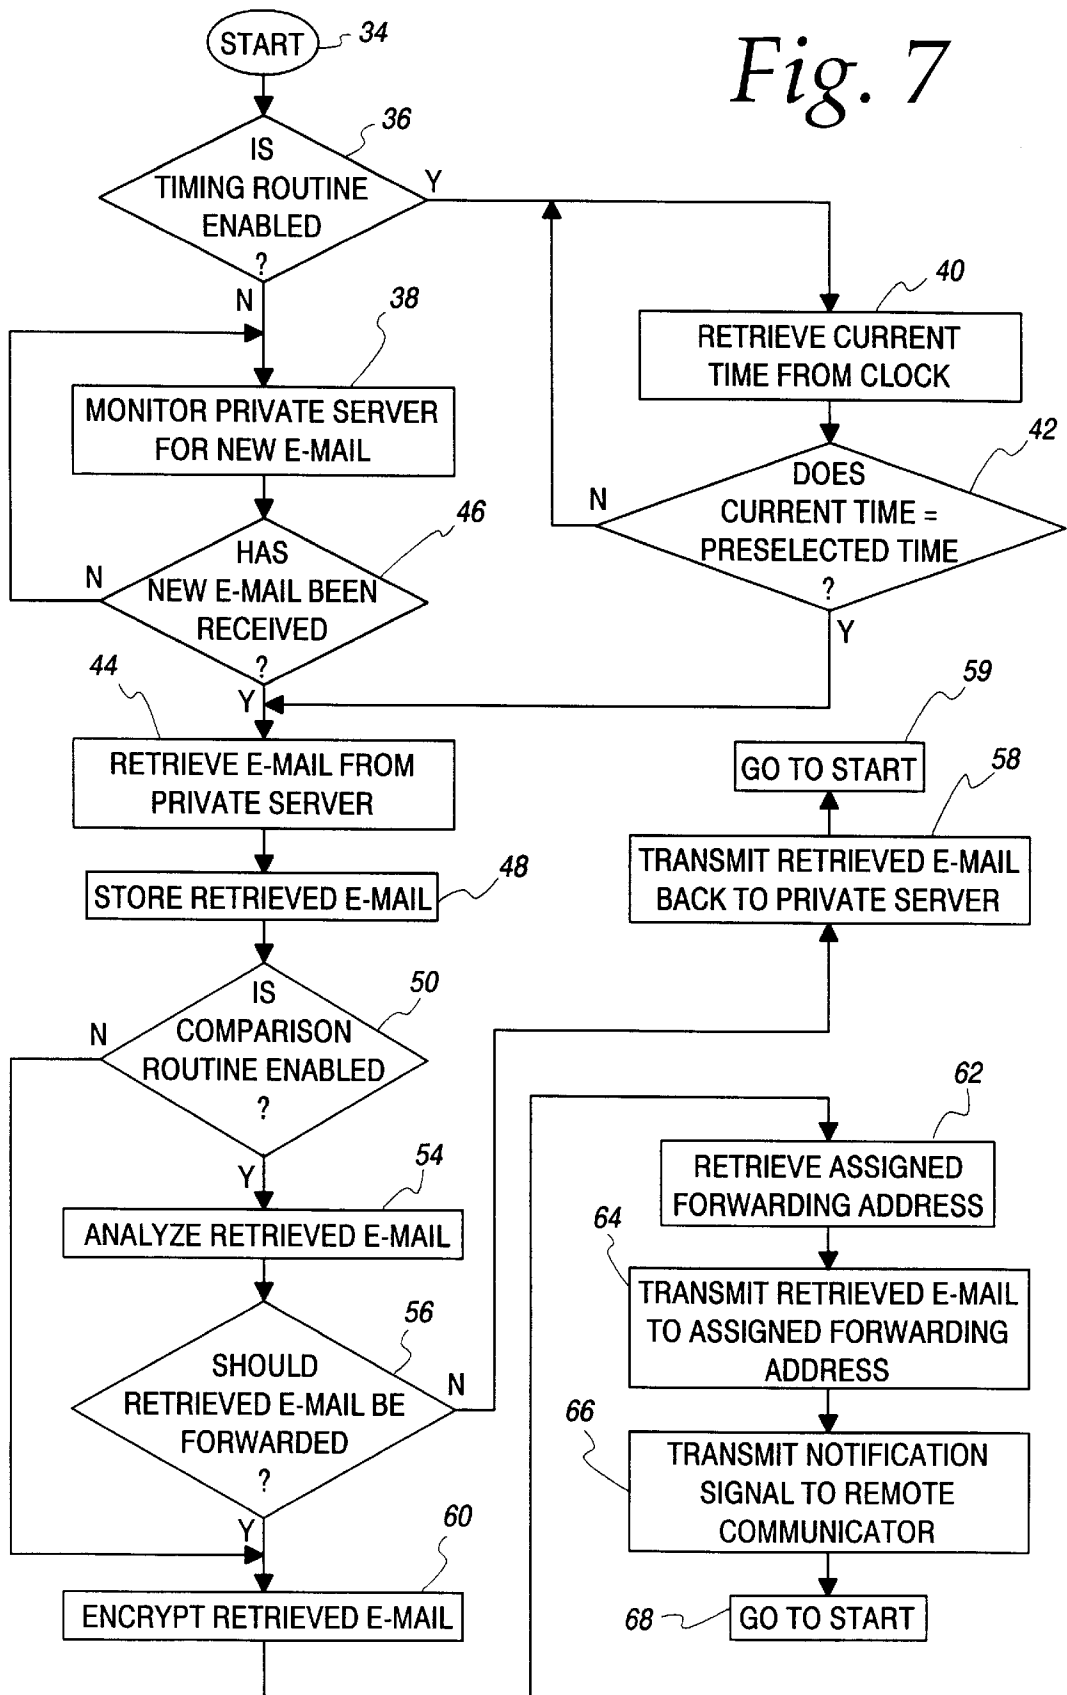 START
34
Fig. 7
36
IS
TIMING ROUTINE
ENABLED
?
Y
N
38
40
RETRIEVE CURRENT
TIME FROM CLOCK
MONITOR PRIVATE SERVER
FOR NEW E-MAIL
42
DOES
CURRENT TIME =
PRESELECTED TIME
?
N
Y
46
HAS
NEW E-MAIL BEEN
RECEIVED
?
N
Y
44
RETRIEVE E-MAIL FROM
PRIVATE SERVER
59
GO TO START
58
TRANSMIT RETRIEVED E-MAIL
BACK TO PRIVATE SERVER
STORE RETRIEVED E-MAIL
48
50
IS
COMPARISON
ROUTINE ENABLED
?
N
Y
54
ANALYZE RETRIEVED E-MAIL
56
SHOULD
RETRIEVED E-MAIL BE
FORWARDED
?
N
Y
60
ENCRYPT RETRIEVED E-MAIL
62
RETRIEVE ASSIGNED
FORWARDING ADDRESS
64
TRANSMIT RETRIEVED E-MAIL
TO ASSIGNED FORWARDING
ADDRESS
66
TRANSMIT NOTIFICATION
SIGNAL TO REMOTE
COMMUNICATOR
68
GO TO START